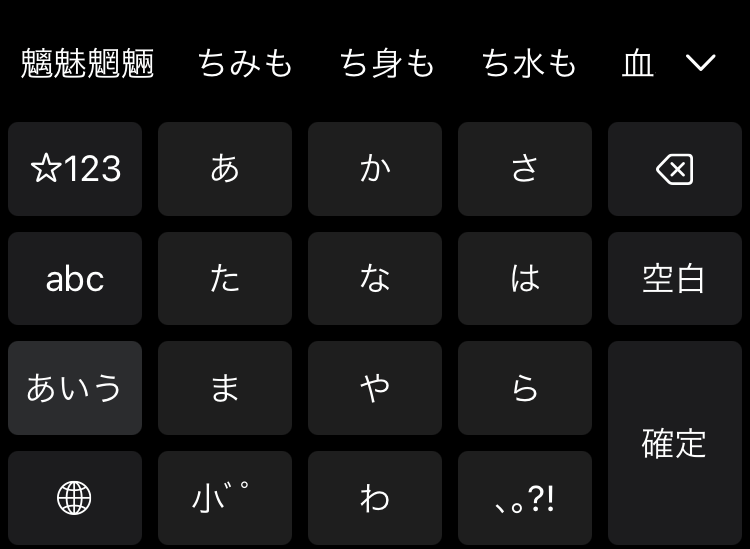 魑魅魍魎 ちみも ち身も ち水も 血
☆123 あ か さ
abc た な は 空白
あいう ま や ら
確定
小゛゜ わ 、。?!